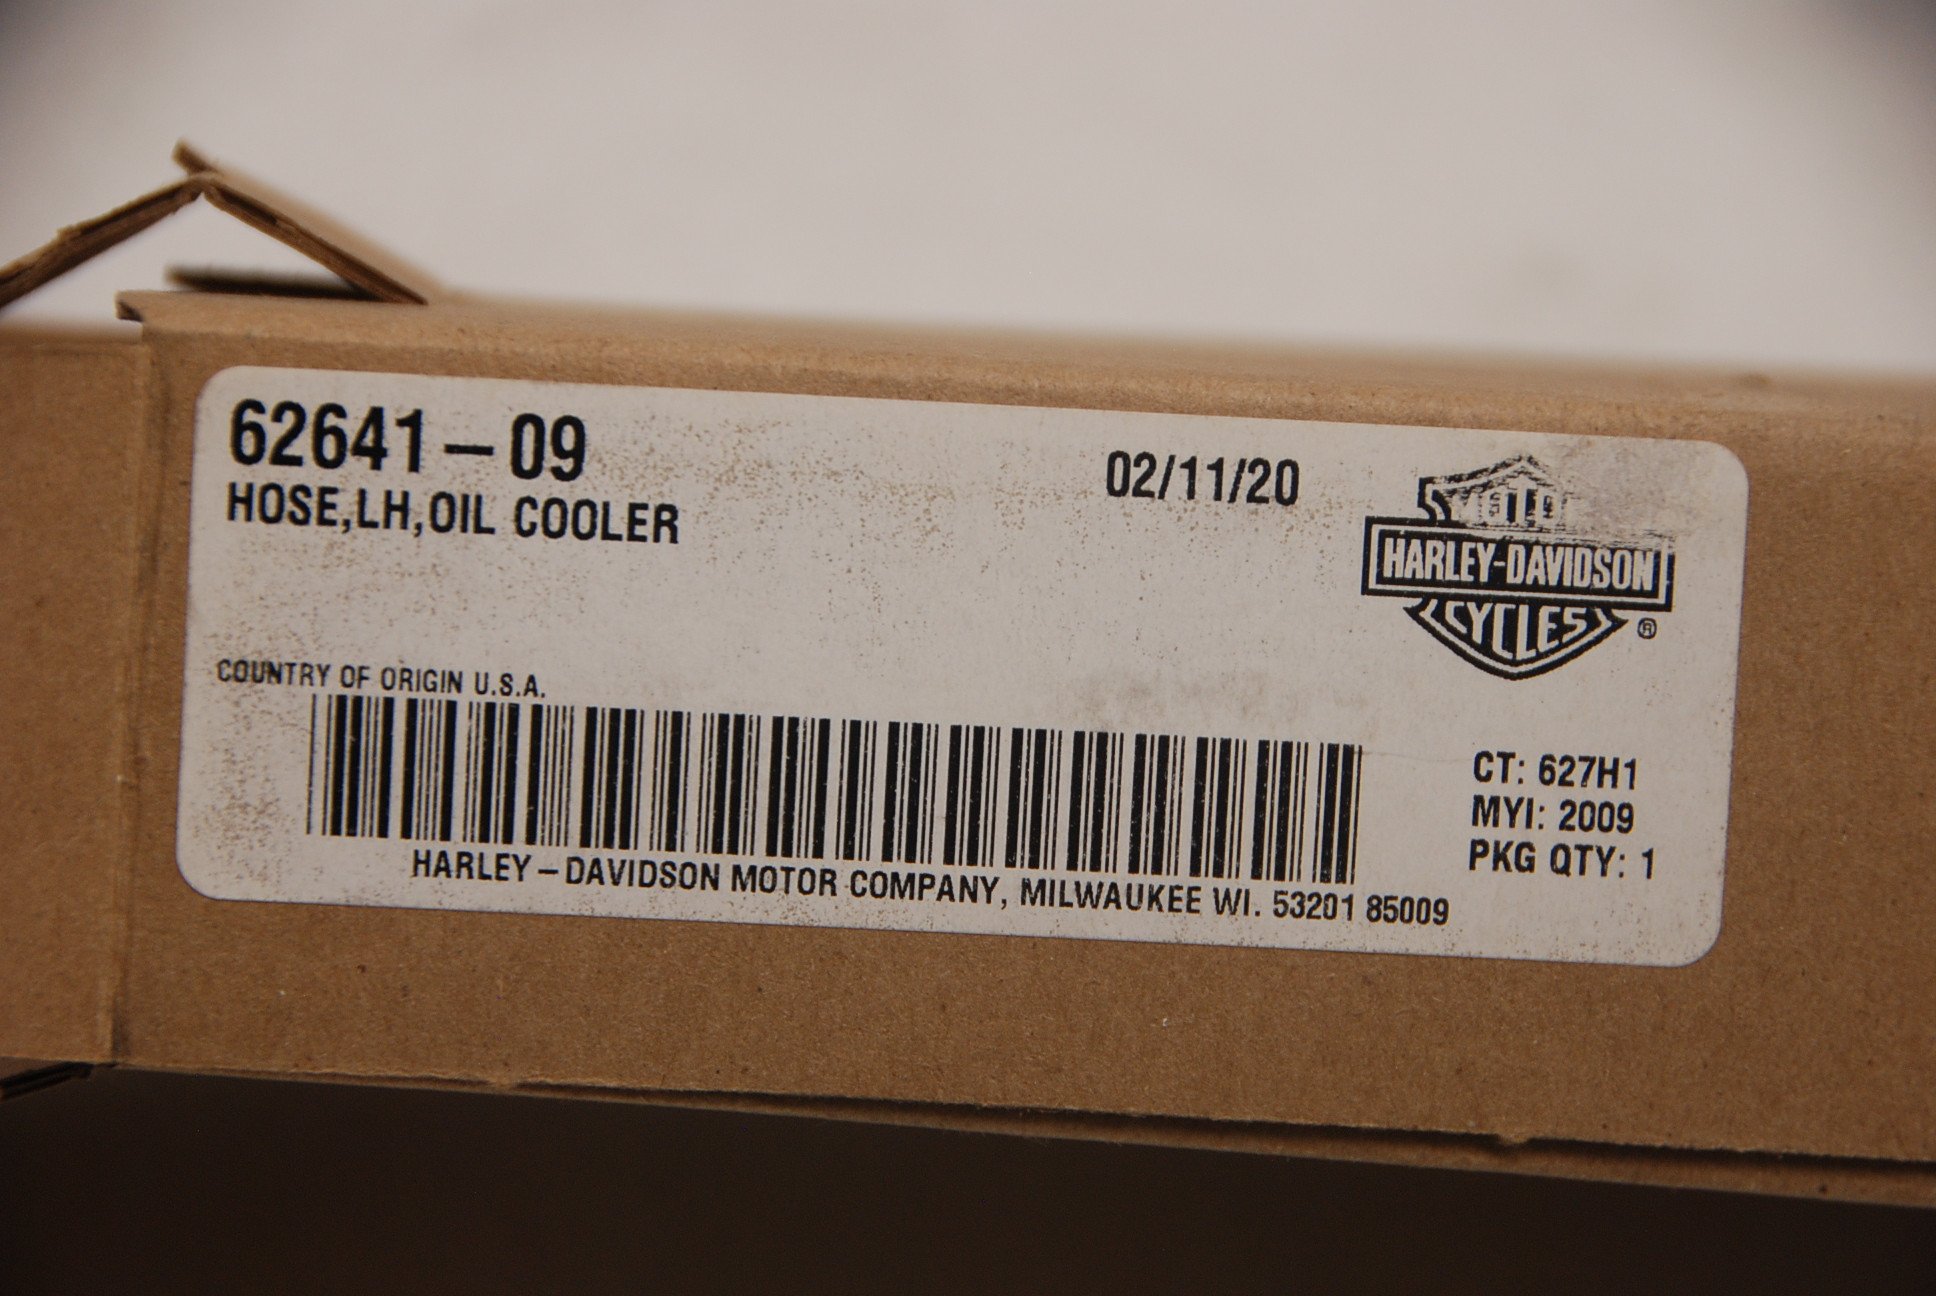 62641-09
HOSE,LH,OIL COOLER
02/11/20
HARLEY-DAVIDSON
CYCLES
®
COUNTRY OF ORIGIN U.S.A.
CT: 627H1
MYI: 2009
PKG QTY: 1
HARLEY-DAVIDSON MOTOR COMPANY, MILWAUKEE WI. 53201 85009